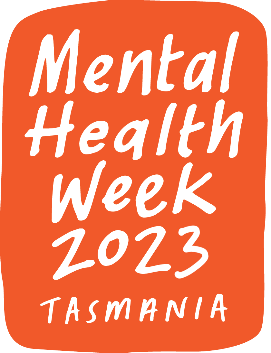 Mental
Health
Week
2023
TASMANIA